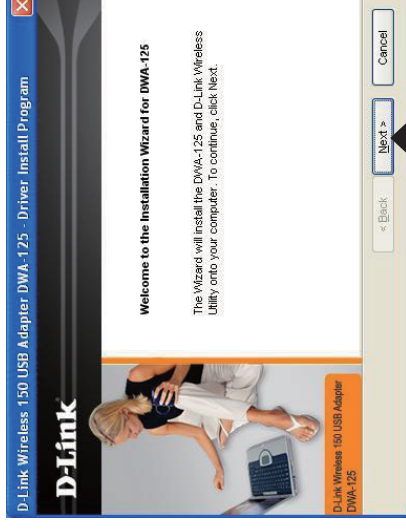 D-Link Wireless 150 USB Adapter DWA-125 - Driver Install Program
D-Link
Welcome to the Installation Wizard for DWA-125
The Wizard will install the DWA-125 and D-Link Wireless
Utility onto your computer. To continue, click Next.
D-Link Wireless 150 USB Adapter
DWA-125
< Back
Next >
Cancel